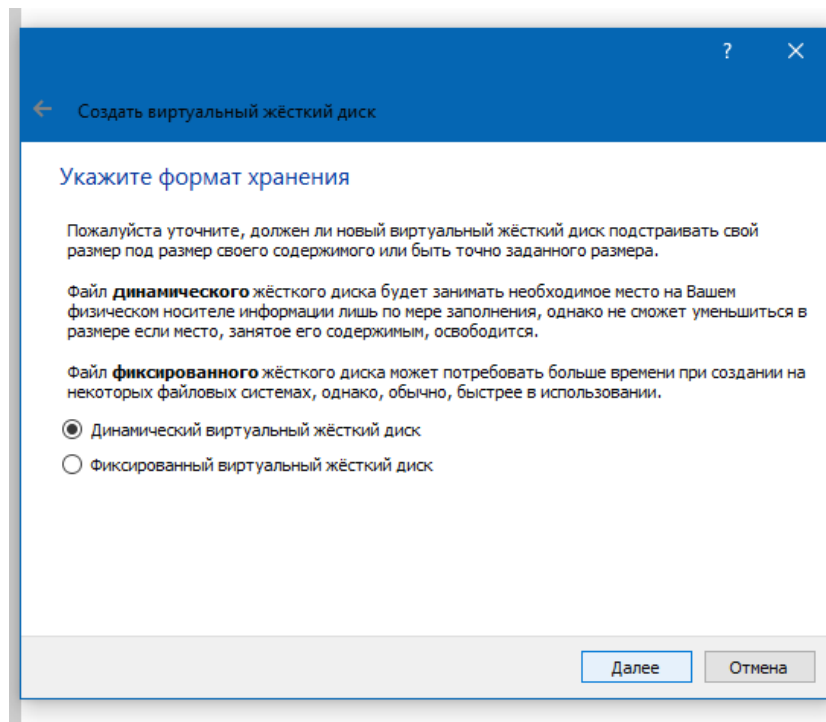 ?
Создать виртуальный жёсткий диск
Укажите формат хранения
Пожалуйста уточните, должен ли новый виртуальный жёсткий диск подстраивать свой
размер под размер своего содержимого или быть точно заданного размера.
Файл динамического жёсткого диска будет занимать необходимое место на Вашем
физическом носителе информации лишь по мере заполнения, однако не сможет уменьшиться в
размере если место, занятое его содержимым, освободится.
Файл фиксированного жёсткого диска может потребовать больше времени при создании на
некоторых файловых системах, однако, обычно, быстрее в использовании.
Динамический виртуальный жёсткий диск
Фиксированный виртуальный жёсткий диск
Далее Отмена